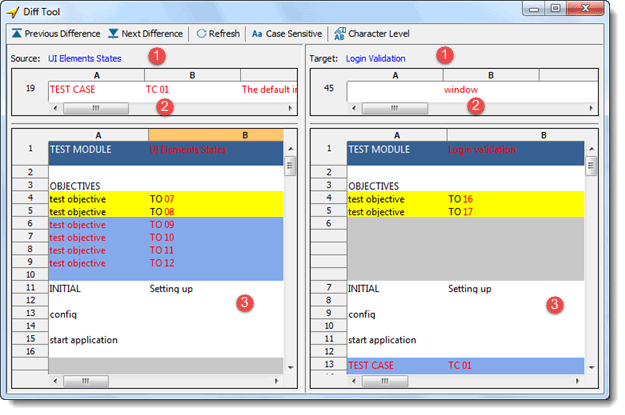 Diff Tool
Previous Difference Next Difference Refresh Aa Case Sensitive AB Character Level
Source: UI Elements States 1
A B
19 TEST CASE TC 01 The default in
2
A B
1 TEST MODULE UI Elements States
2
3 OBJECTIVES
4 test objective TO 07
5 test objective TO 08
6 test objective TO 09
7 test objective TO 10
8 test objective TO 11
9 test objective TO 12
10
11 INITIAL Setting up
12 3
13 config
14
15 start application
16
Target: Login Validation 1
A B
45 window
2
A B
1 TEST MODULE Login Validation
2
3 OBJECTIVES
4 test objective TO 16
5 test objective TO 17
6
7 INITIAL Setting up
8 3
9 config
10
11 start application
12
13 TEST CASE TC 01